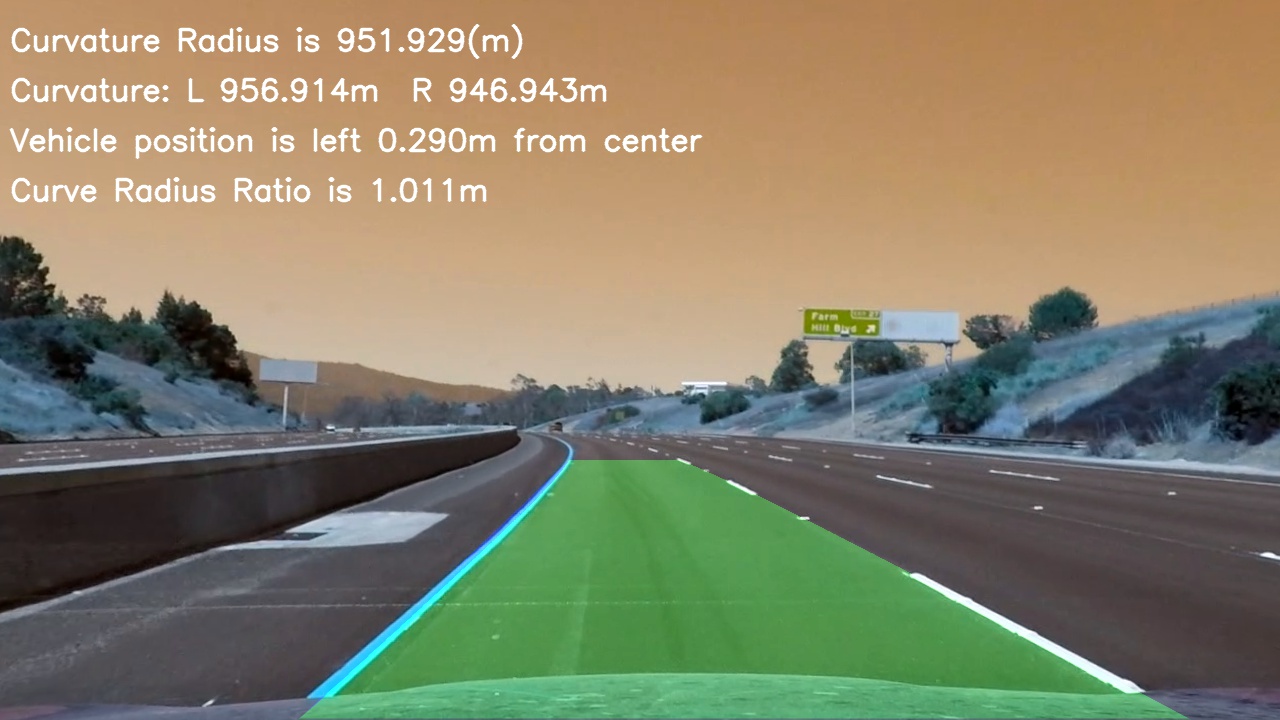 Curvature Radius is 951.929(m)
Curvature: L 956.914m R 946.943m
Vehicle position is left 0.290m from center
Curve Radius Ratio is 1.011m
Farm
Hill Blvd